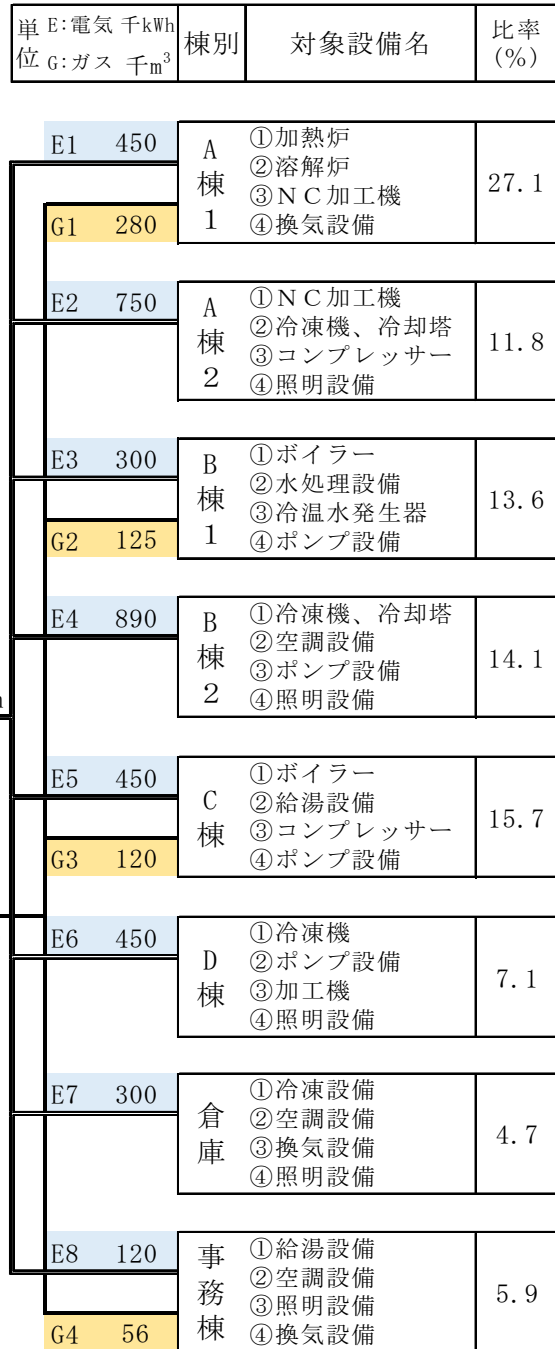 単位 E:電気 千kWh G:ガス 千m³ 棟別 対象設備名 比率(%)
E1 450
G1 280
A棟1
①加熱炉
②溶解炉
③NC加工機
④換気設備
27.1
E2 750
A棟2
①NC加工機
②冷凍機、冷却塔
③コンプレッサー
④照明設備
11.8
E3 300
G2 125
B棟1
①ボイラー
②水処理設備
③冷温水発生器
④ポンプ設備
13.6
E4 890
B棟2
①冷凍機、冷却塔
②空調設備
③ポンプ設備
④照明設備
14.1
E5 450
G3 120
C棟
①ボイラー
②給湯設備
③コンプレッサー
④ポンプ設備
15.7
E6 450
D棟
①冷凍機
②ポンプ設備
③加工機
④照明設備
7.1
E7 300
倉庫
①冷凍設備
②空調設備
③換気設備
④照明設備
4.7
E8 120
G4 56
事務棟
①給湯設備
②空調設備
③照明設備
④換気設備
5.9